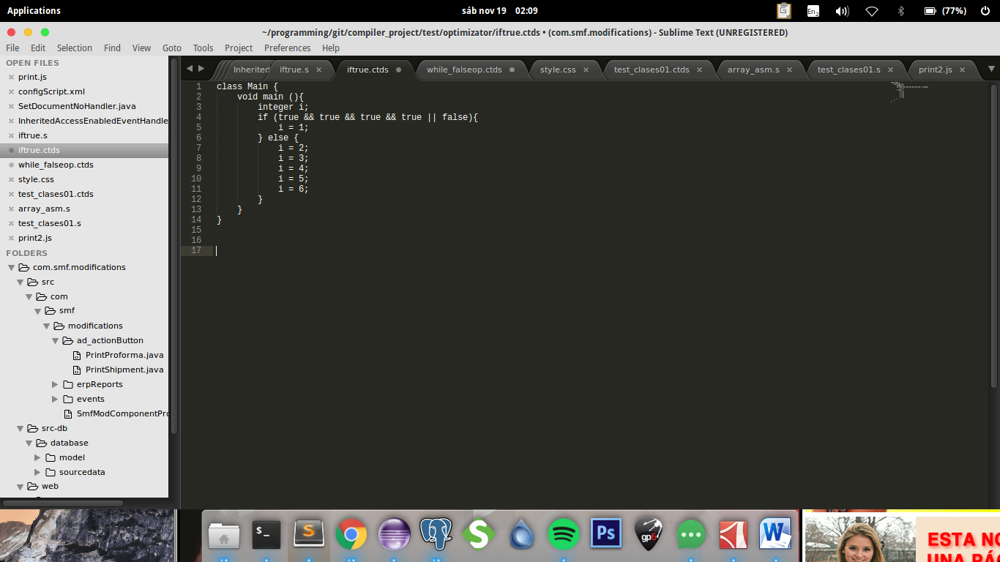 Applications
sáb nov 19 02:09
En2
(77%)
~/programming/git/compiler_project/test/optimizator/iftrue.ctds • (com.smf.modifications) - Sublime Text (UNREGISTERED)
File Edit Selection Find View Goto Tools Project Preferences Help
OPEN FILES
print.js
configScript.xml
SetDocumentNoHandler.java
InheritedAccessEnabledEventHandle
iftrue.s
iftrue.ctds
while_falseop.ctds
style.css
test_clases01.ctds
array_asm.s
test_clases01.s
print2.js
FOLDERS
com.smf.modifications
src
com
smf
modifications
ad_actionButton
PrintProforma.java
PrintShipment.java
erpReports
events
SmfModComponentPro
src-db
database
model
sourcedata
web
Inherited iftrue.s iftrue.ctds while_falseop.ctds style.css test_clases01.ctds array_asm.s test_clases01.s print2.js
1 class Main {
2     void main (){
3         integer i;
4         if (true && true && true && true || false){
5             i = 1;
6         } else {
7             i = 2;
8             i = 3;
9             i = 4;
10             i = 5;
11             i = 6;
12         }
13     }
14 }
15
16
17
$_
S
S
Ps
gp6
W
ESTA NO
UNA PÁG